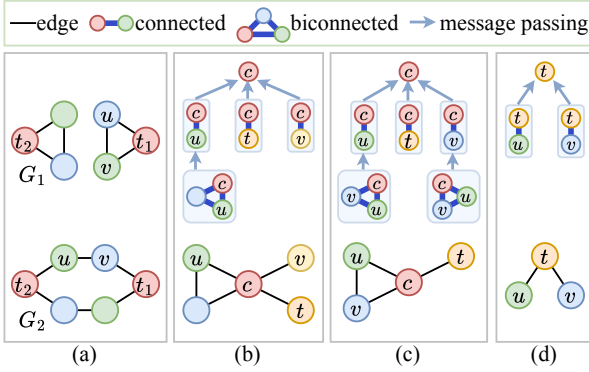 edge connected biconnected message passing
u
t₂ t₁
G₁ v
u v
t₂ t₁
G₂
(a)
c
c c c
u t v
c
u
u v
c
t
(b)
c
c c c
u t v
v c c u
u v
u t
c
v
(c)
t
t t
u v
t
u v
(d)